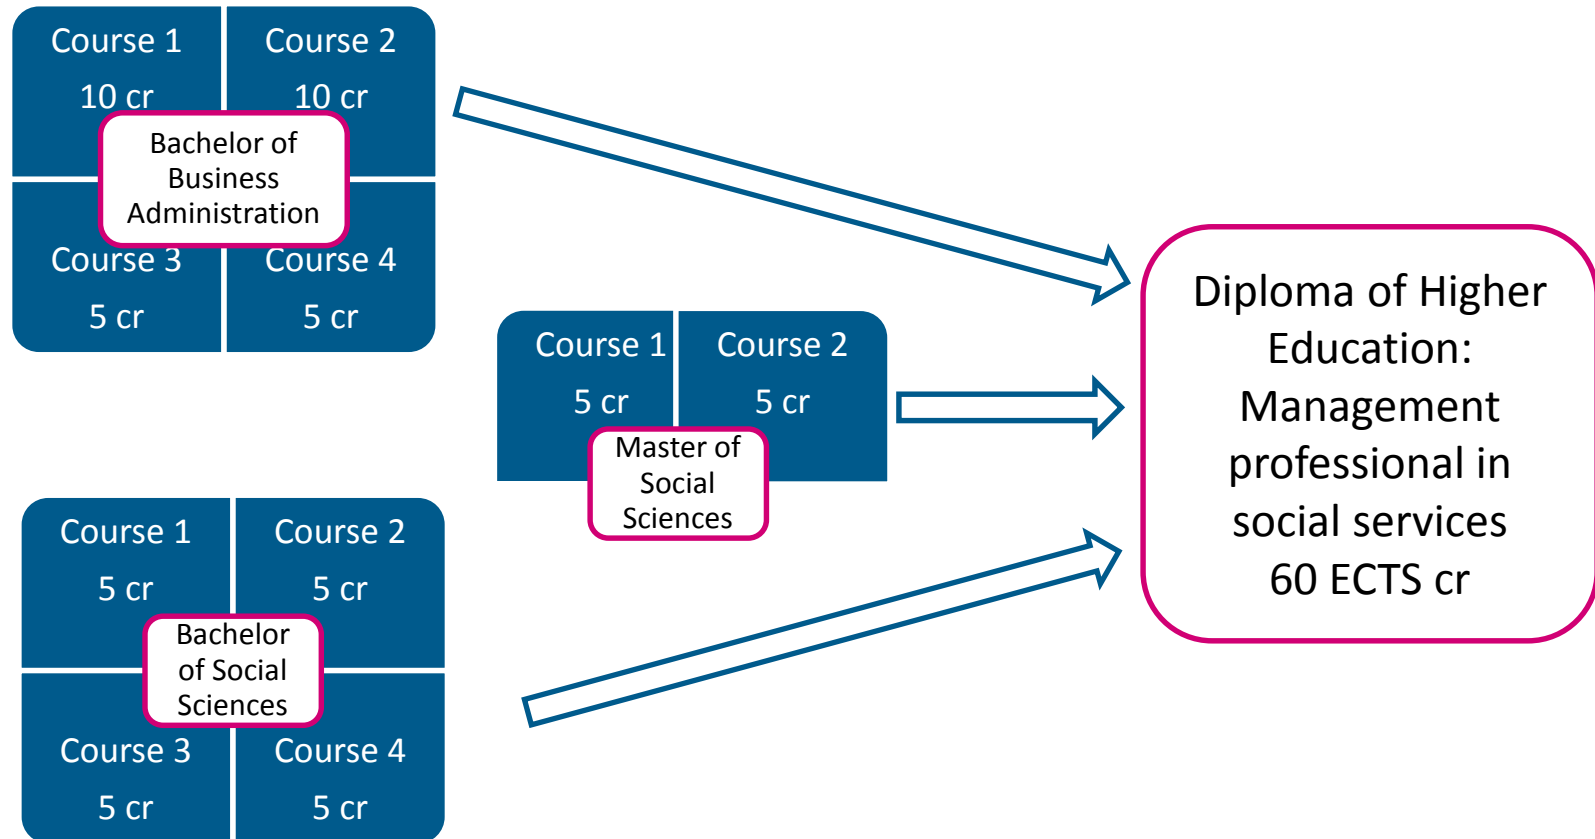 Course 1
10 cr
Course 2
10 cr
Bachelor of
Business
Administration
Course 3
5 cr
Course 4
5 cr
Course 1
5 cr
Course 2
5 cr
Master of
Social
Sciences
Course 1
5 cr
Course 2
5 cr
Bachelor
of Social
Sciences
Course 3
5 cr
Course 4
5 cr
Diploma of Higher
Education:
Management
professional in
social services
60 ECTS cr